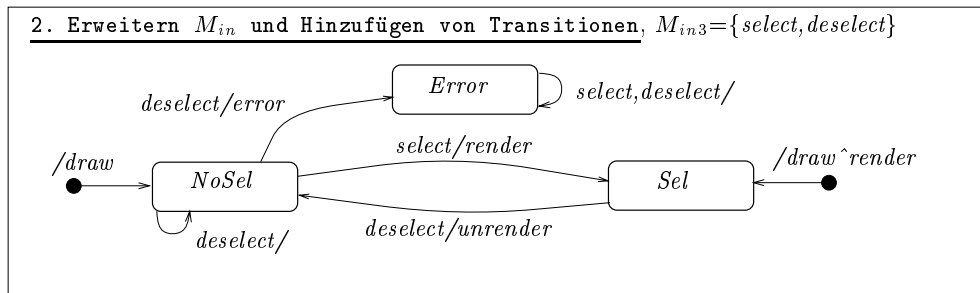 2. Erweitern M_in und Hinzufügen von Transitionen, M_in3={select,deselect}
Error
select,deselect/
deselect/error
select/render
/draw
/draw^render
NoSel
Sel
deselect/
deselect/unrender